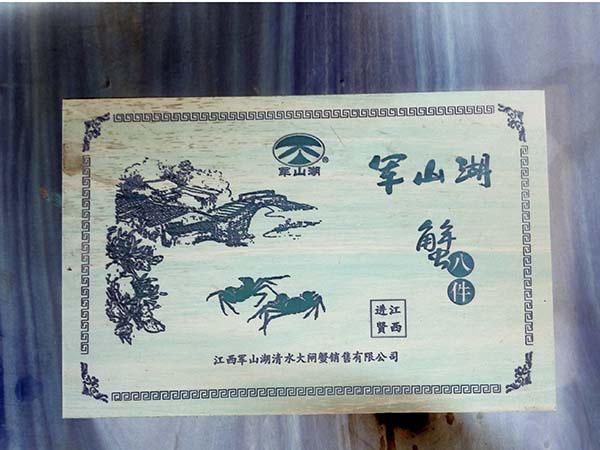 军山湖®
军山湖
蟹八件
江西
进贤
江西军山湖清水大闸蟹销售有限公司